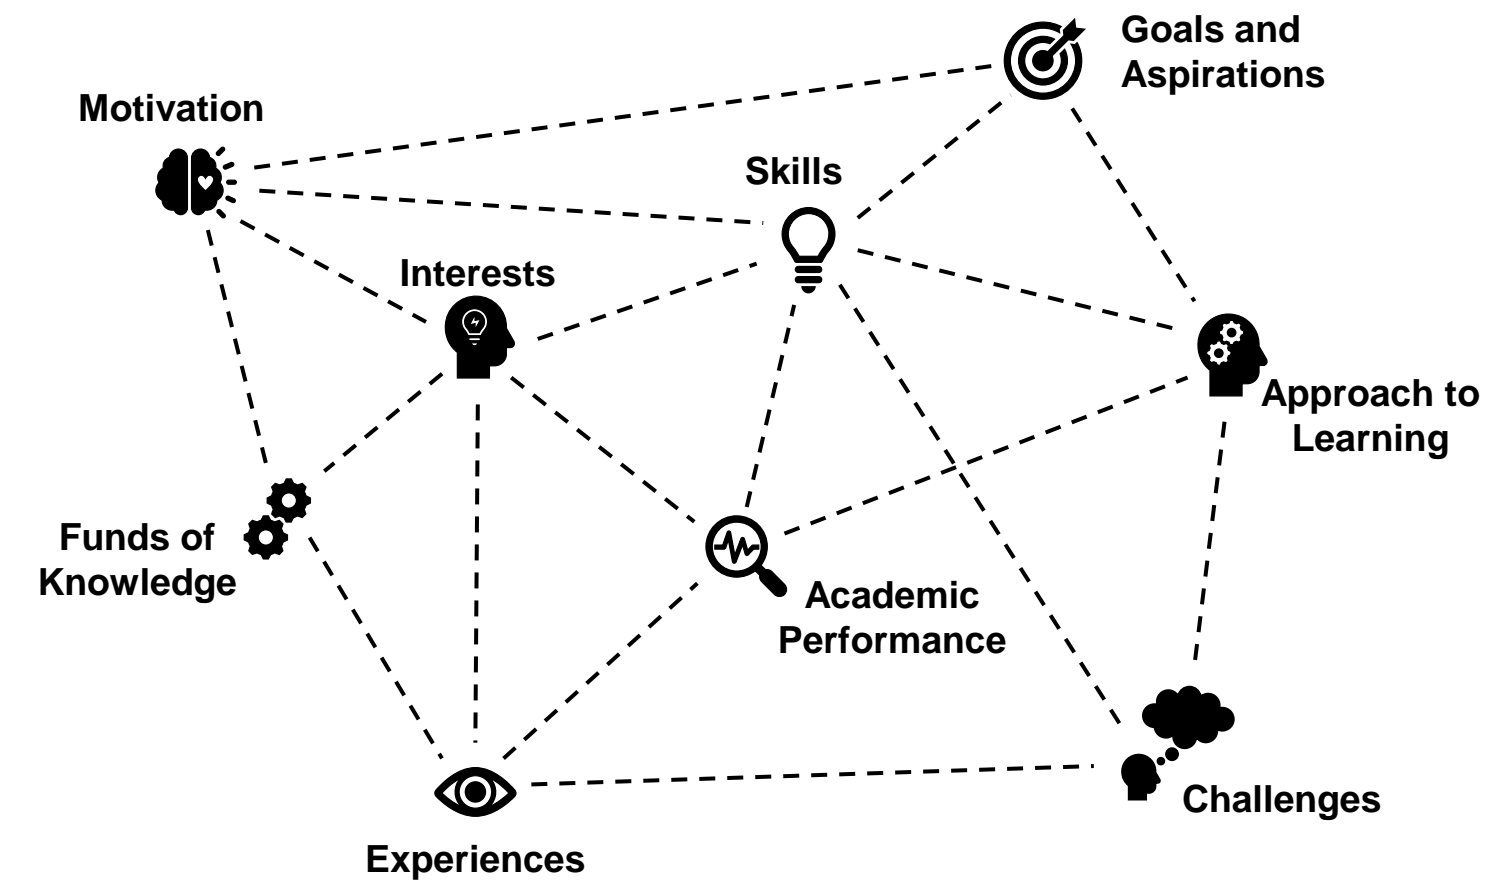 Goals and
Aspirations
Motivation
Skills
Interests
Approach to
Learning
Funds of
Knowledge
Academic
Performance
Challenges
Experiences